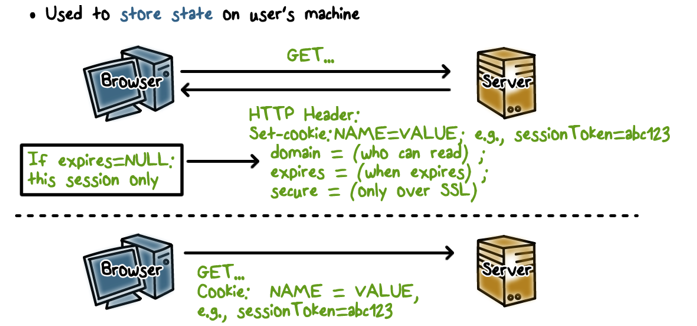 • Used to store state on user's machine
GET...
Browser
Server
HTTP Header:
Set-cookie:NAME=VALUE; e.g., sessionToken=abc123
domain = (who can read) ;
If expires=NULL:
this session only
expires = (when expires) ;
secure = (only over SSL)
Browser
Server
GET...
Cookie: NAME = VALUE,
e.g., sessionToken=abc123